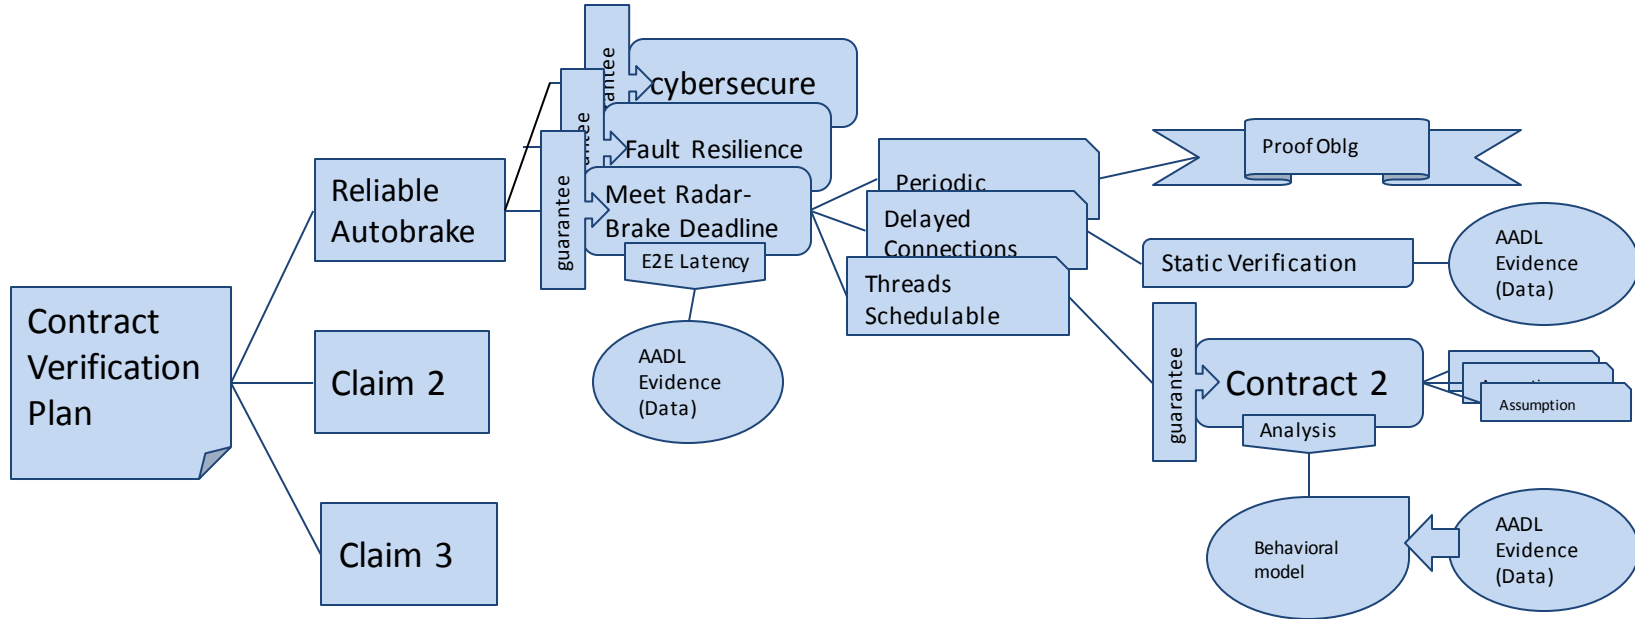 Contract
Verification
Plan
Reliable
Autobrake
Claim 2
Claim 3
cybersecure
Fault Resilience
guarantee
Meet Radar-
Brake Deadline
E2E Latency
AADL
Evidence
(Data)
Periodic
Delayed
Connections
Threads
Schedulable
Proof Oblg
Static Verification
AADL
Evidence
(Data)
guarantee
Contract 2
Analysis
Assumption
Behavioral
model
AADL
Evidence
(Data)